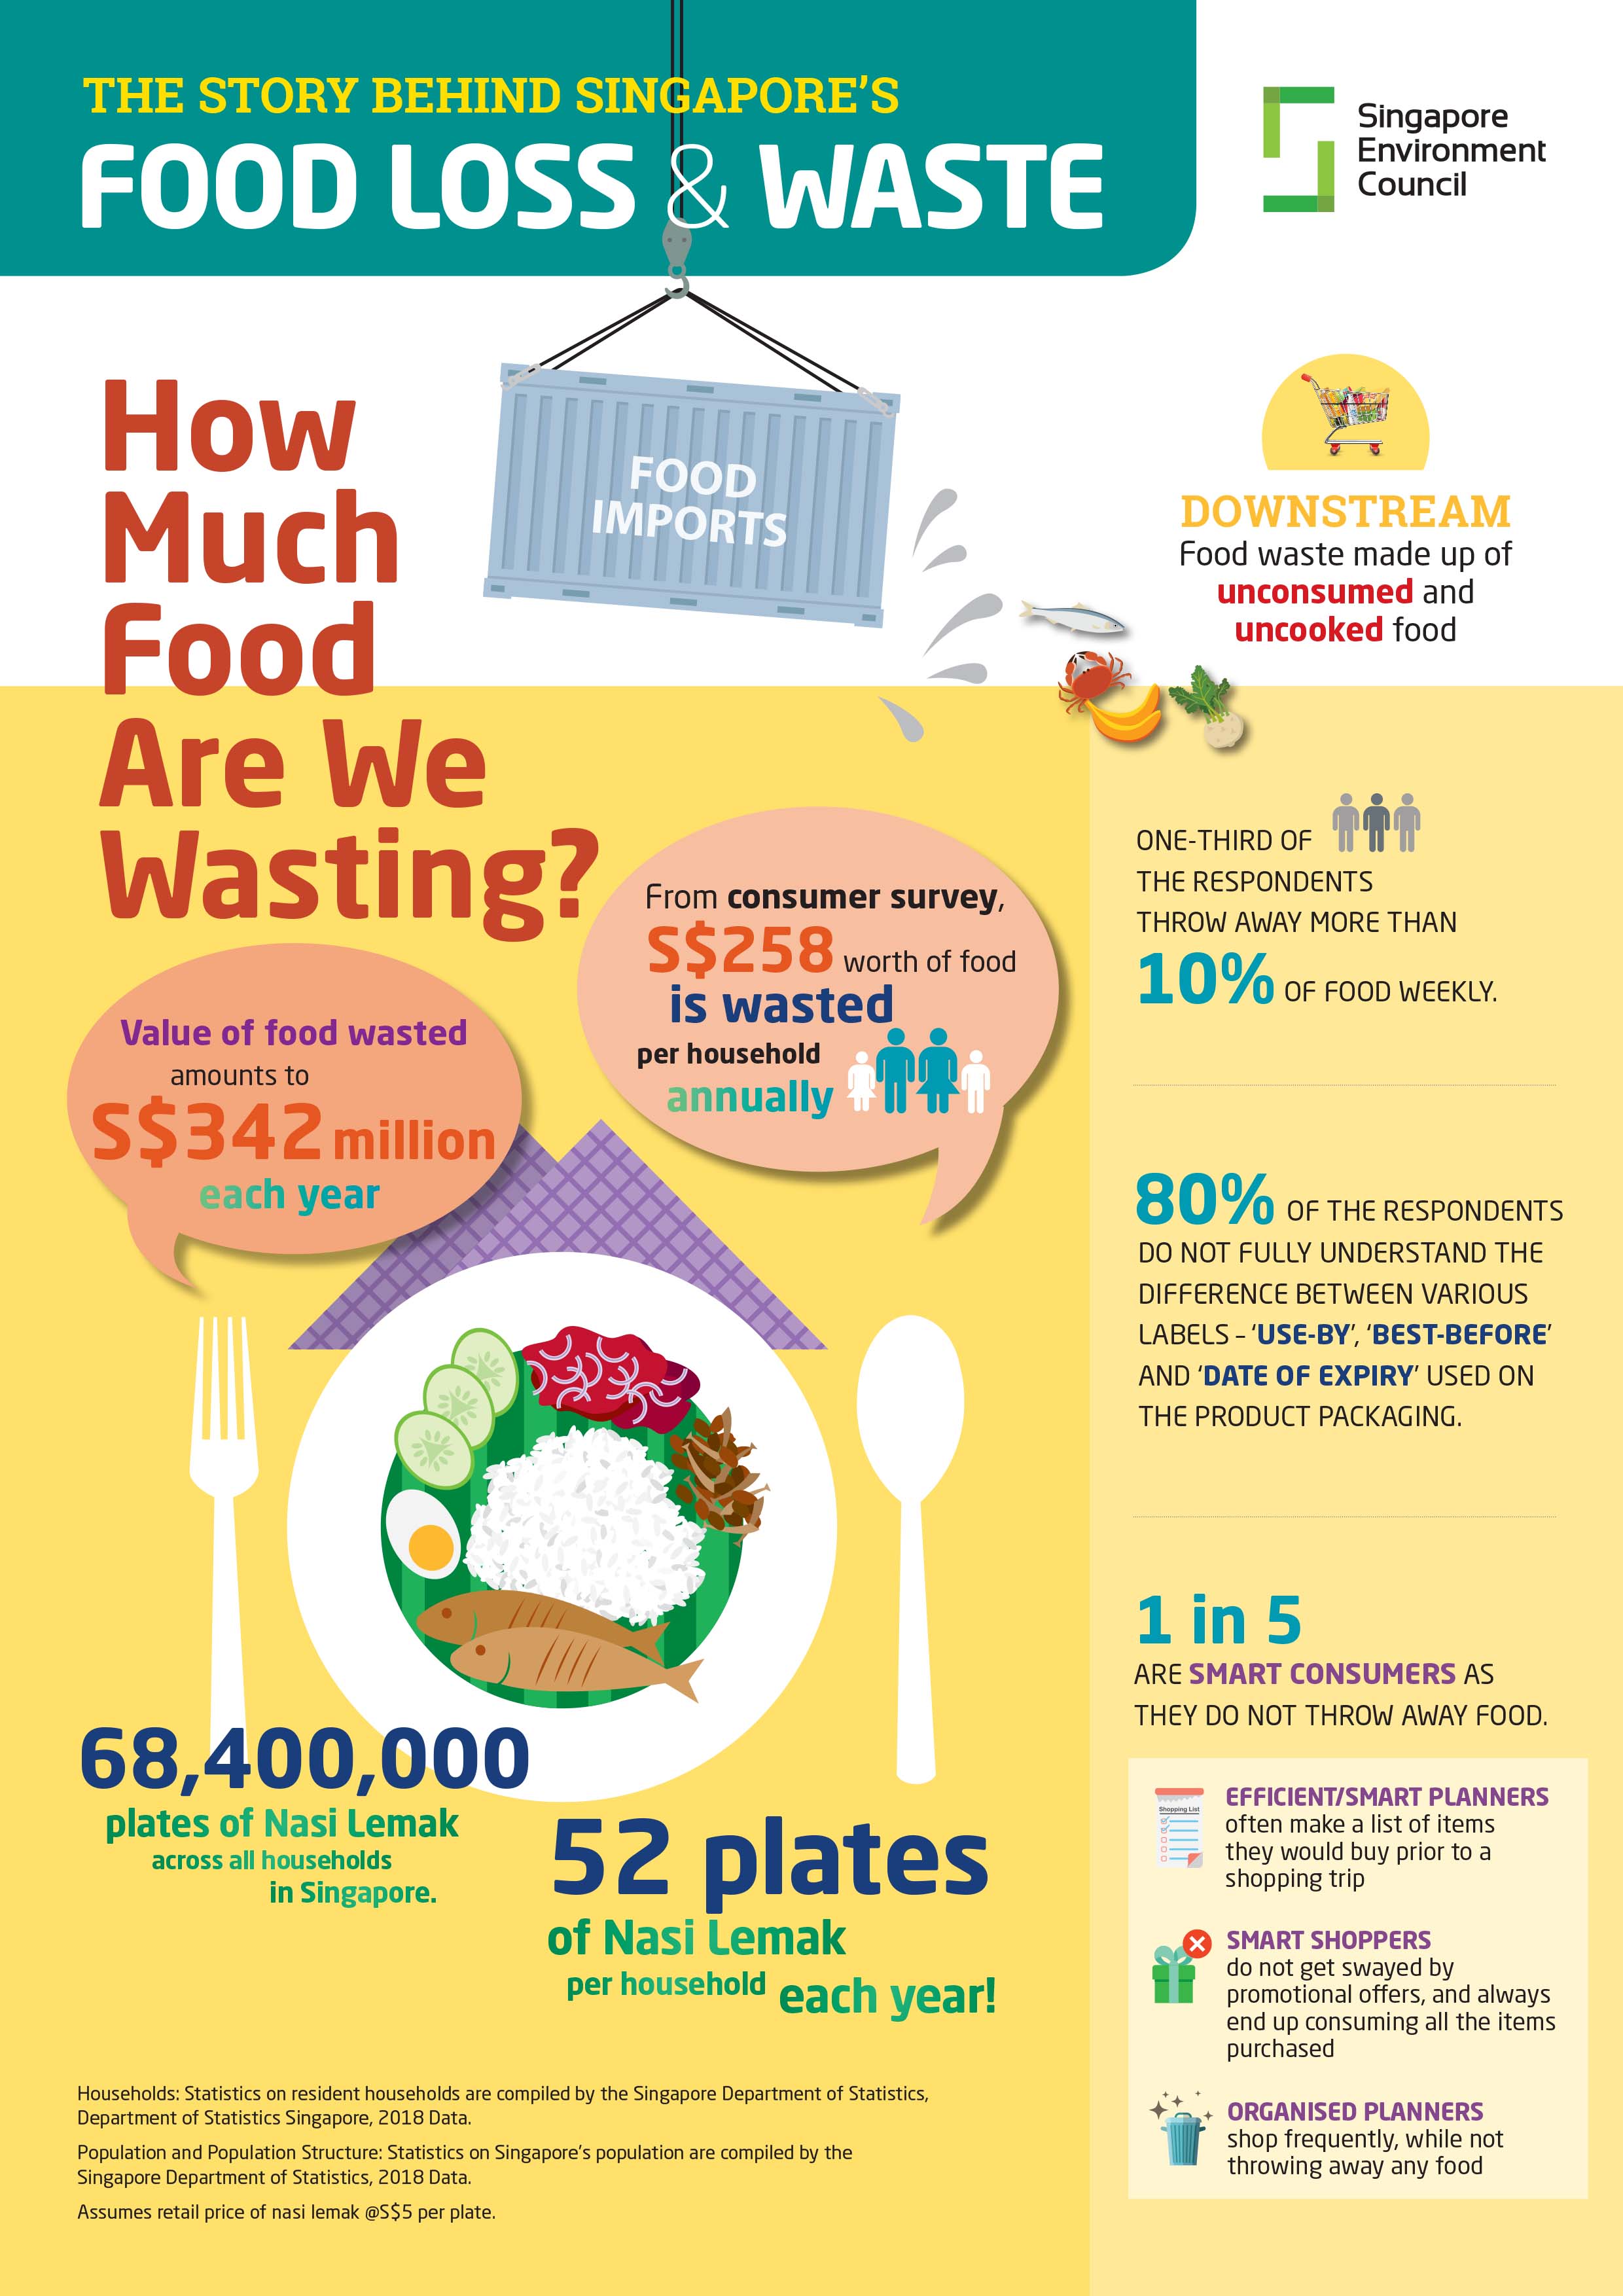 THE STORY BEHIND SINGAPORE'S
FOOD LOSS & WASTE
Singapore
Environment
Council
How
Much
Food
Are We
Wasting?
FOOD
IMPORTS
DOWNSTREAM
Food waste made up of
unconsumed and
uncooked food
From consumer survey,
S$258 worth of food
is wasted
per household
annually
Value of food wasted
amounts to
S$342 million
each year
68,400,000
plates of Nasi Lemak
across all households
in Singapore.
52 plates
of Nasi Lemak
per household each year!
Households: Statistics on resident households are compiled by the Singapore Department of Statistics,
Department of Statistics Singapore, 2018 Data.
Population and Population Structure: Statistics on Singapore's population are compiled by the
Singapore Department of Statistics, 2018 Data.
Assumes retail price of nasi lemak @S$5 per plate.
ONE-THIRD OF
THE RESPONDENTS
THROW AWAY MORE THAN
10% OF FOOD WEEKLY.
80% OF THE RESPONDENTS
DO NOT FULLY UNDERSTAND THE
DIFFERENCE BETWEEN VARIOUS
LABELS – 'USE-BY', 'BEST-BEFORE'
AND 'DATE OF EXPIRY' USED ON
THE PRODUCT PACKAGING.
1 in 5
ARE SMART CONSUMERS AS
THEY DO NOT THROW AWAY FOOD.
Shopping List
EFFICIENT/SMART PLANNERS
often make a list of items
they would buy prior to a
shopping trip
SMART SHOPPERS
do not get swayed by
promotional offers, and always
end up consuming all the items
purchased
ORGANISED PLANNERS
shop frequently, while not
throwing away any food